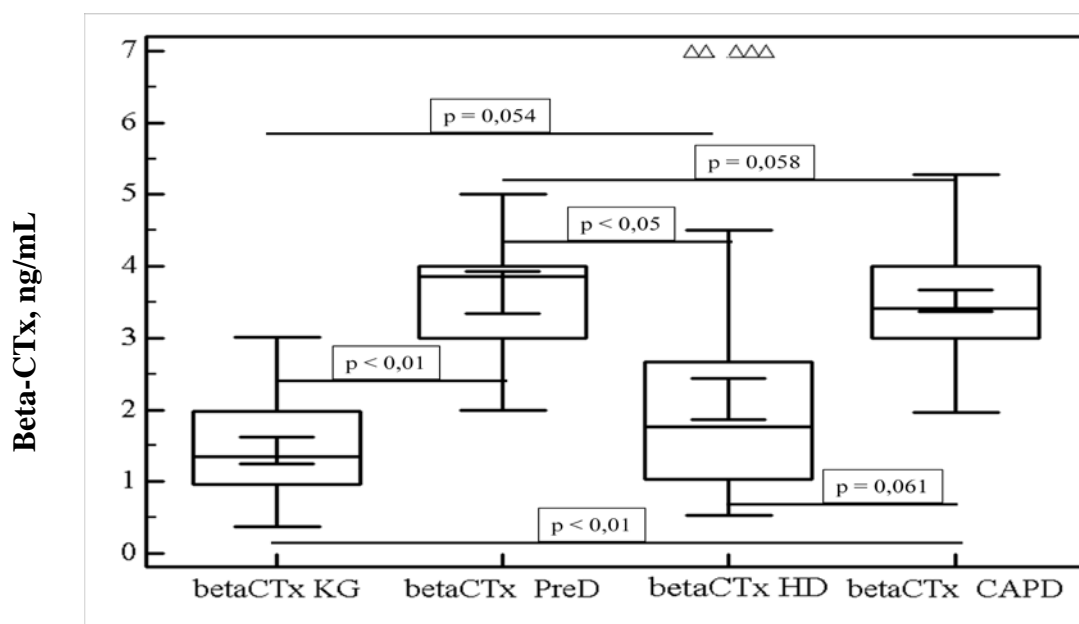 Beta-CTx, ng/mL
7
6
5
4
3
2
1
0
p = 0,054
p = 0,058
p < 0,05
p < 0,01
p = 0,061
p < 0,01
betaCTx KG
betaCTx PreD
betaCTx HD
betaCTx CAPD